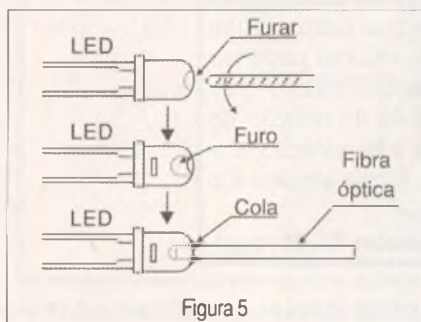 LED
Furar
LED
Furo
Fibra
óptica
LED
Cola
Figura 5